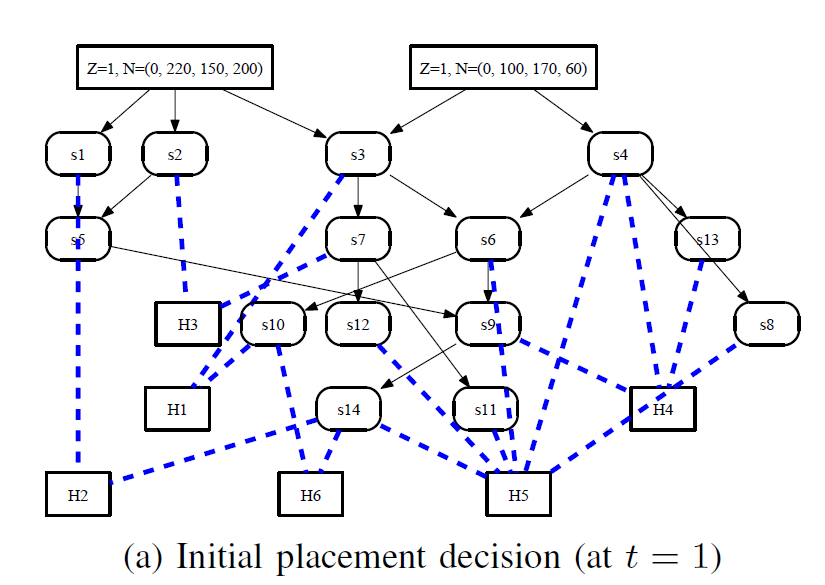 Z=1, N=(0, 220, 150, 200)
Z=1, N=(0, 100, 170, 60)
s1
s2
s3
s4
s5
s7
s6
s13
H3
s10
s12
s9
s8
H1
s14
s11
H4
H2
H6
H5
(a) Initial placement decision (at t = 1)